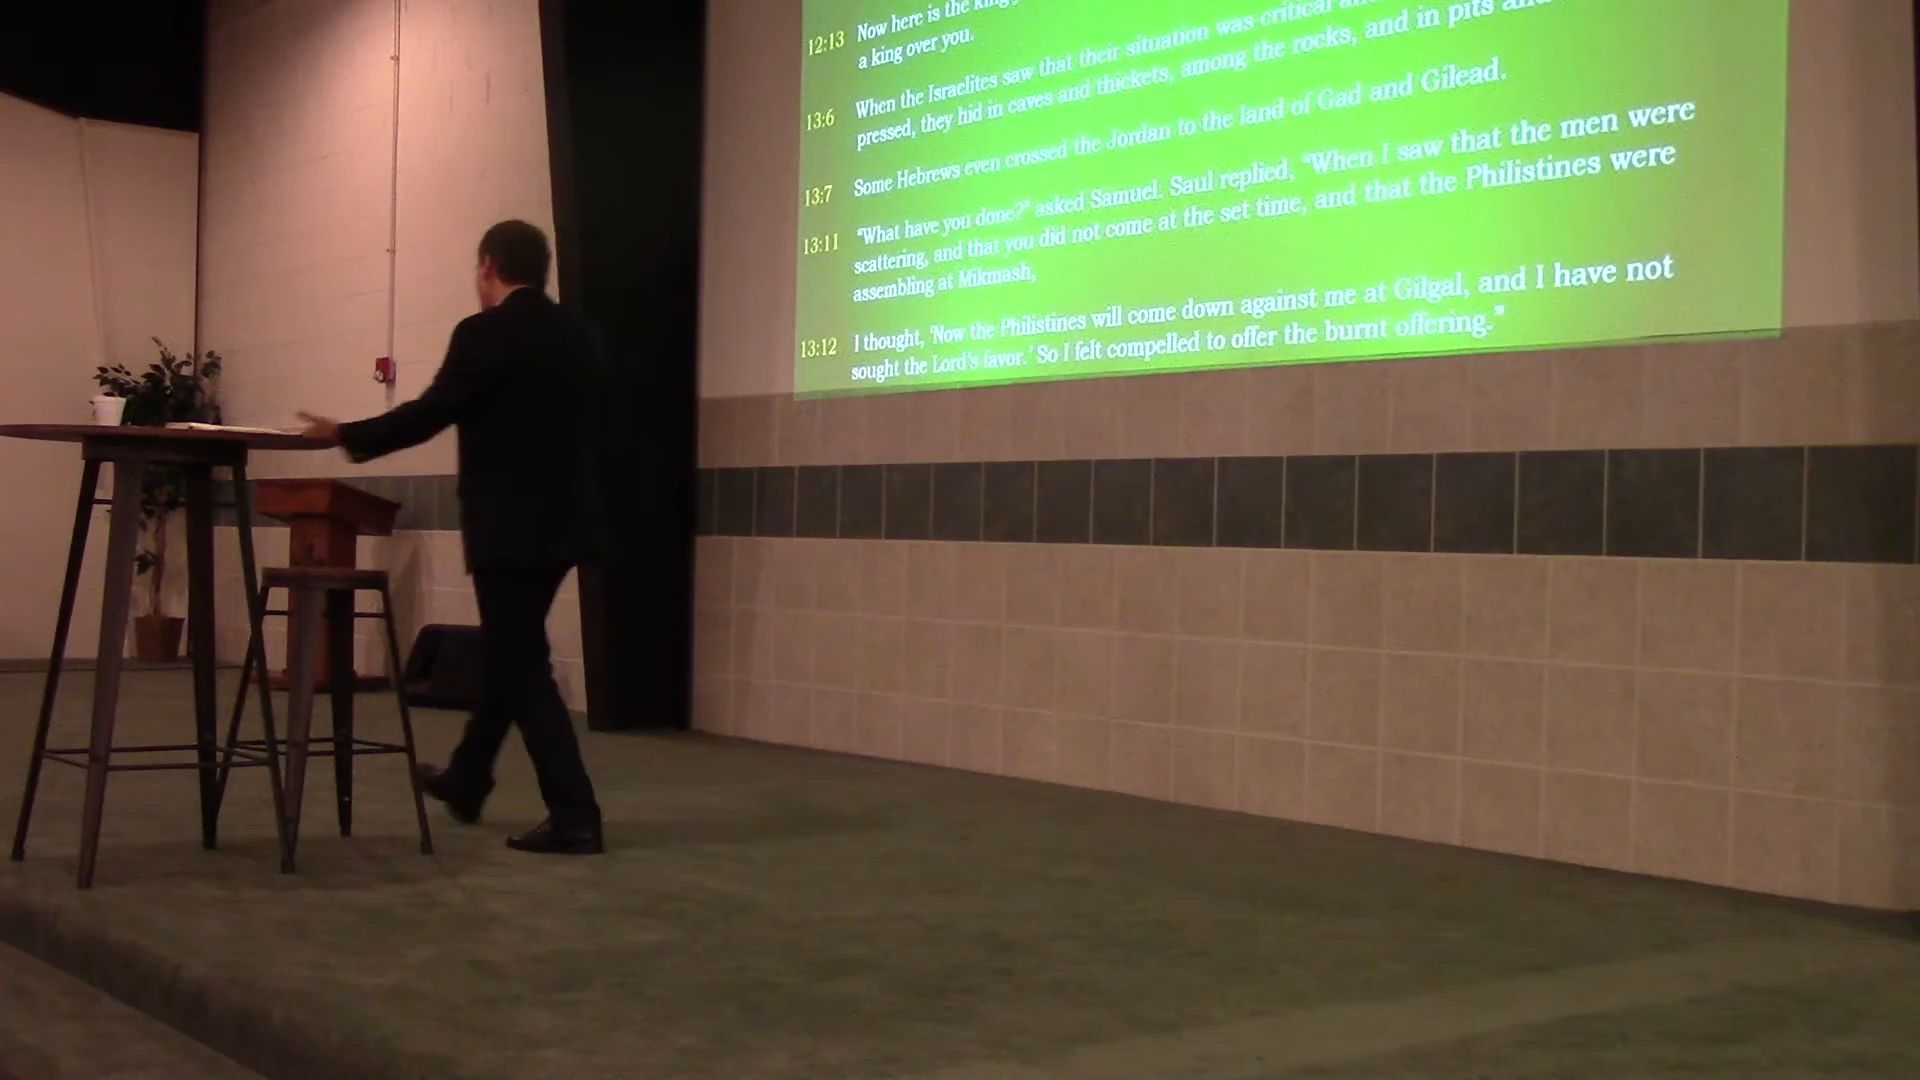 12:13 Now here is the king
a king over you.
13:6 When the Israelites saw that their situation was critical
pressed, they hid in caves and thickets, among the rocks, and in pits and
13:7 Some Hebrews even crossed the Jordan to the land of Gad and Gilead.
13:11 “What have you done?” asked Samuel. Saul replied, “When I saw that the men were
scattering, and that you did not come at the set time, and that the Philistines were
assembling at Mikmash,
13:12 I thought, ‘Now the Philistines will come down against me at Gilgal, and I have not
sought the Lord’s favor.’ So I felt compelled to offer the burnt offering.”